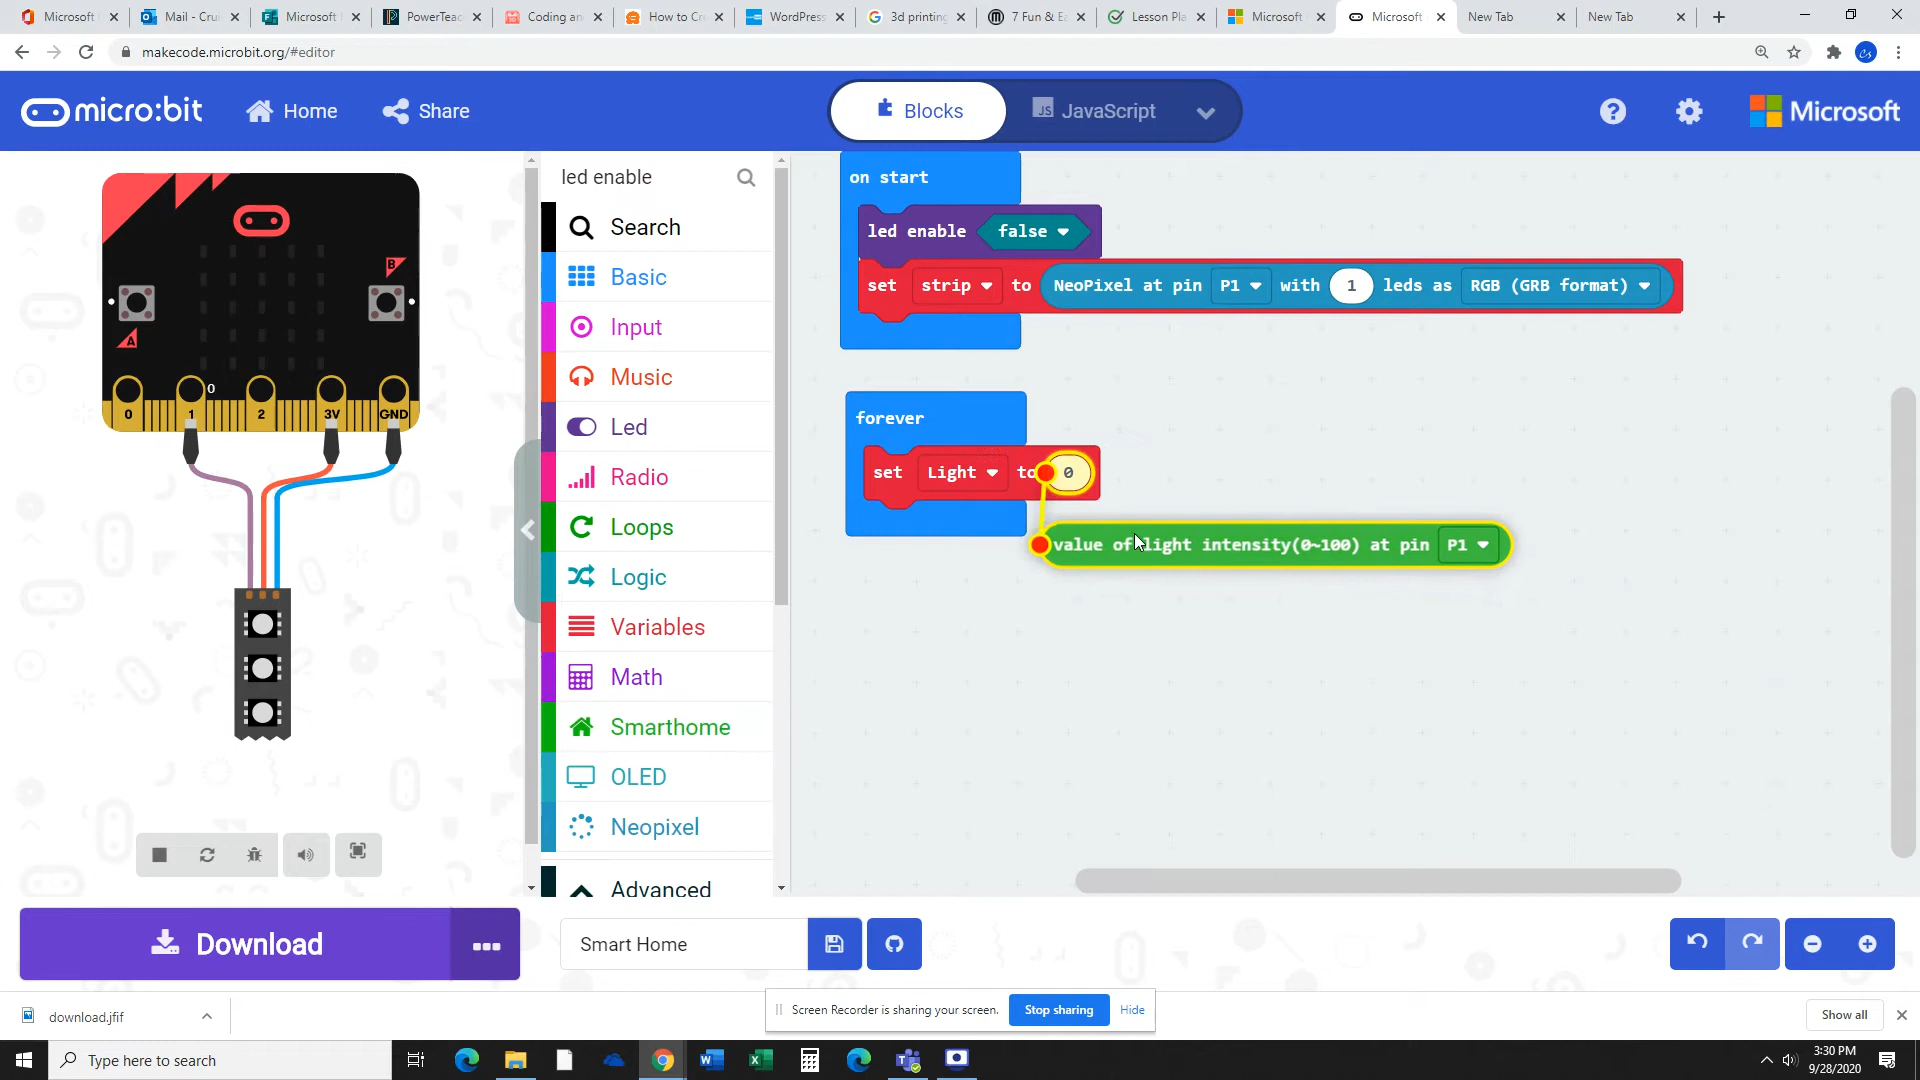 Microsoft
Mail - Crui
Microsoft F
PowerTeac
Coding an
How to Cr
WordPress
3d printing
7 Fun & Ea
Lesson Pla
Microsoft
Microsoft
New Tab
New Tab
makecode.microbit.org/#editor
cs
micro:bit
Home
Share
Blocks
JS JavaScript
Microsoft
led enable
Search
Basic
Input
Music
Led
Radio
Loops
Logic
Variables
Math
Smarthome
OLED
Neopixel
Advanced
A
B
0
0 1 2 3V GND
on start
led enable false
set strip to NeoPixel at pin P1 with 1 leds as RGB (GRB format)
forever
set Light to 0
value of light intensity(0~100) at pin P1
Download
Smart Home
download.jfif
Screen Recorder is sharing your screen.
Stop sharing
Hide
Show all
Type here to search
3:30 PM
9/28/2020